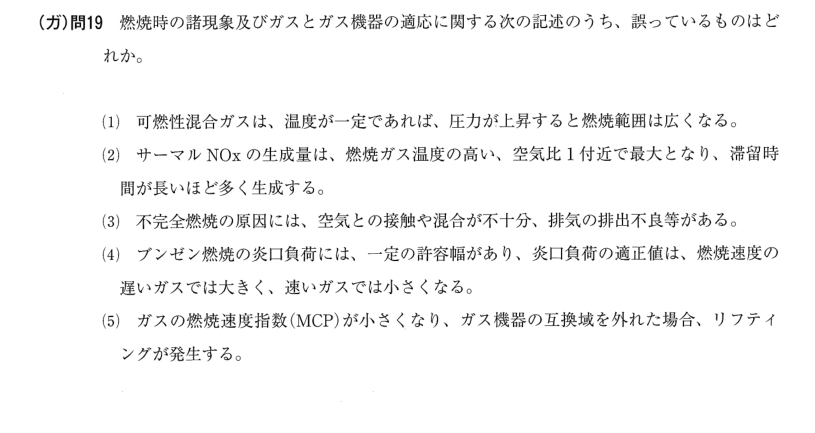 (ガ)問19 燃焼時の諸現象及びガスとガス機器の適応に関する次の記述のうち、誤っているものはど
れか。
(1) 可燃性混合ガスは、温度が一定であれば、圧力が上昇すると燃焼範囲は広くなる。
(2) サーマル NOx の生成量は、燃焼ガス温度の高い、空気比1付近で最大となり、滞留時
間が長いほど多く生成する。
(3) 不完全燃焼の原因には、空気との接触や混合が不十分、排気の排出不良等がある。
(4) ブンゼン燃焼の炎口負荷には、一定の許容幅があり、炎口負荷の適正値は、燃焼速度の
遅いガスでは大きく、速いガスでは小さくなる。
(5) ガスの燃焼速度指数(MCP)が小さくなり、ガス機器の互換域を外れた場合、リフティ
ングが発生する。